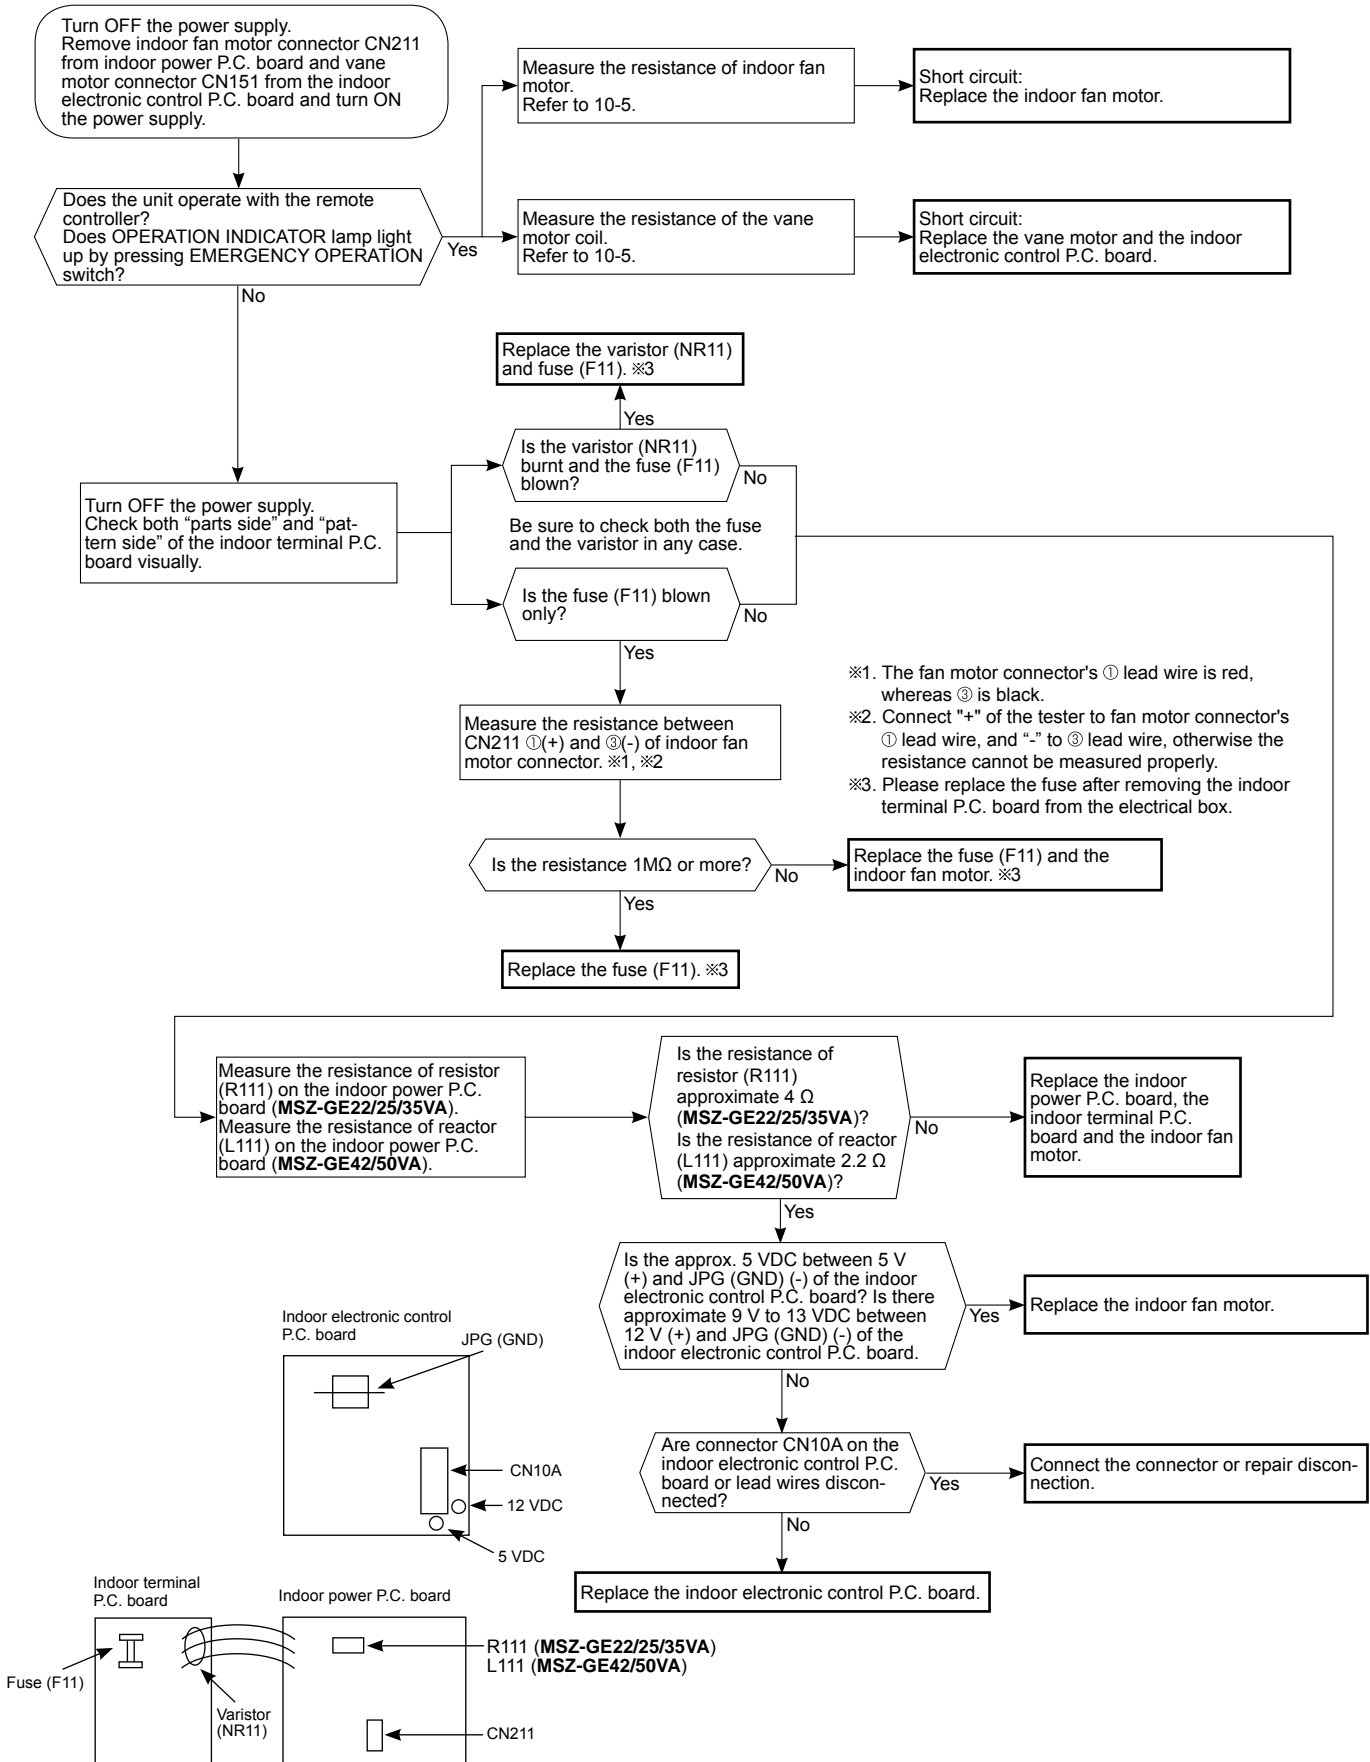 Turn OFF the power supply.
Remove indoor fan motor connector CN211
from indoor power P.C. board and vane
motor connector CN151 from the indoor
electronic control P.C. board and turn ON
the power supply.
Measure the resistance of indoor fan
motor.
Refer to 10-5.
Short circuit:
Replace the indoor fan motor.
Does the unit operate with the remote
controller?
Does OPERATION INDICATOR lamp light
up by pressing EMERGENCY OPERATION
switch?
Yes
Measure the resistance of the vane
motor coil.
Refer to 10-5.
Short circuit:
Replace the vane motor and the indoor
electronic control P.C. board.
No
Replace the varistor (NR11)
and fuse (F11). ※3
Yes
Is the varistor (NR11)
burnt and the fuse (F11)
blown?
No
Turn OFF the power supply.
Check both “parts side” and “pat-
tern side” of the indoor terminal P.C.
board visually.
Be sure to check both the fuse
and the varistor in any case.
Is the fuse (F11) blown
only?
No
Yes
Measure the resistance between
CN211 ①(+) and ③(-) of indoor fan
motor connector. ※1, ※2
※1. The fan motor connector's ① lead wire is red,
whereas ③ is black.
※2. Connect "+" of the tester to fan motor connector's
① lead wire, and “-” to ③ lead wire, otherwise the
resistance cannot be measured properly.
※3. Please replace the fuse after removing the indoor
terminal P.C. board from the electrical box.
Is the resistance 1MΩ or more?
No
Replace the fuse (F11) and the
indoor fan motor. ※3
Yes
Replace the fuse (F11). ※3
Measure the resistance of resistor
(R111) on the indoor power P.C.
board (MSZ-GE22/25/35VA).
Measure the resistance of reactor
(L111) on the indoor power P.C.
board (MSZ-GE42/50VA).
Is the resistance of
resistor (R111)
approximate 4 Ω
(MSZ-GE22/25/35VA)?
Is the resistance of reactor
(L111) approximate 2.2 Ω
(MSZ-GE42/50VA)?
No
Replace the indoor
power P.C. board, the
indoor terminal P.C.
board and the indoor fan
motor.
Yes
Is the approx. 5 VDC between 5 V
(+) and JPG (GND) (-) of the indoor
electronic control P.C. board? Is there
approximate 9 V to 13 VDC between
12 V (+) and JPG (GND) (-) of the
indoor electronic control P.C. board.
Yes
Replace the indoor fan motor.
No
Are connector CN10A on the
indoor electronic control P.C.
board or lead wires discon-
nected?
Yes
Connect the connector or repair discon-
nection.
No
Replace the indoor electronic control P.C. board.
Indoor electronic control
P.C. board
JPG (GND)
CN10A
12 VDC
5 VDC
Indoor terminal
P.C. board
Indoor power P.C. board
Fuse (F11)
Varistor
(NR11)
R111 (MSZ-GE22/25/35VA)
L111 (MSZ-GE42/50VA)
CN211